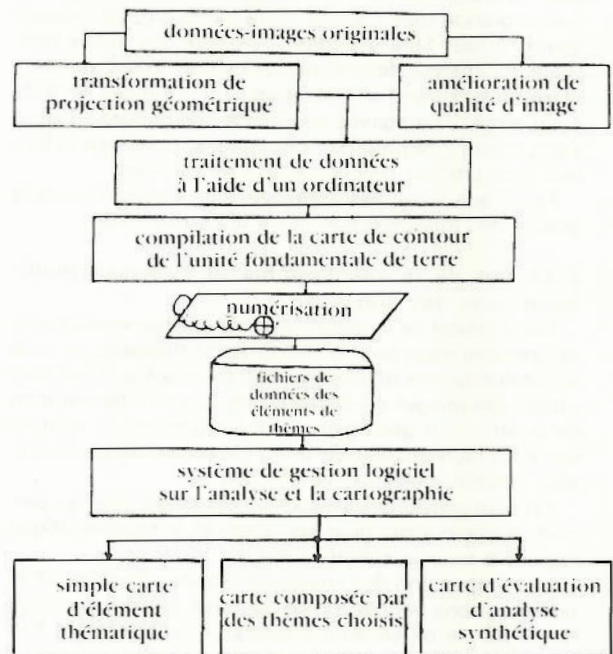 données-images originales
transformation de
projection géométrique
amélioration de
qualité d'image
traitement de données
à l'aide d'un ordinateur
compilation de la carte de contour
de l'unité fondamentale de terre
numérisation
fichiers de
données des
éléments de
thèmes
système de gestion logiciel
sur l'analyse et la cartographie
simple carte
d'élément
thématique
carte composée par
des thèmes choisis
carte d'évaluation
d'analyse
synthétique